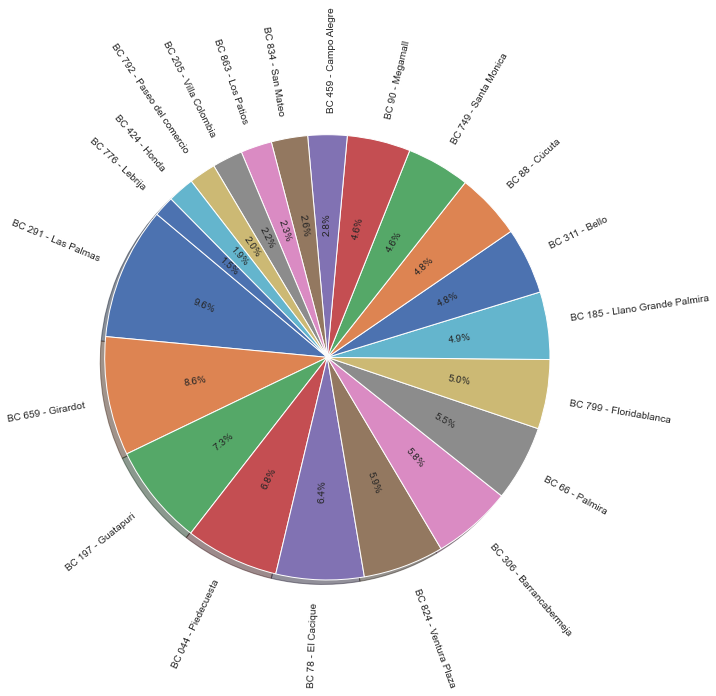 BC 291 - Las Palmas
9.6%
BC 659 - Girardot
8.6%
BC 197 - Guatapuri
7.3%
BC 044 - Piedecuesta
6.8%
BC 78 - El Cacique
6.4%
BC 824 - Ventura Plaza
5.9%
BC 306 - Barrancabermeja
5.8%
BC 66 - Palmira
5.5%
BC 799 - Floridablanca
5.0%
BC 185 - Llano Grande Palmira
4.9%
BC 311 - Bello
4.8%
BC 88 - Cúcuta
4.8%
BC 749 - Santa Monica
4.6%
BC 90 - Megamall
4.6%
BC 459 - Campo Alegre
2.8%
BC 834 - San Mateo
2.6%
BC 863 - Los Patios
2.3%
BC 205 - Villa Colombia
2.2%
BC 792 - Paseo del comercio
2.0%
BC 424 - Honda
1.9%
BC 776 - Lebrija
1.5%